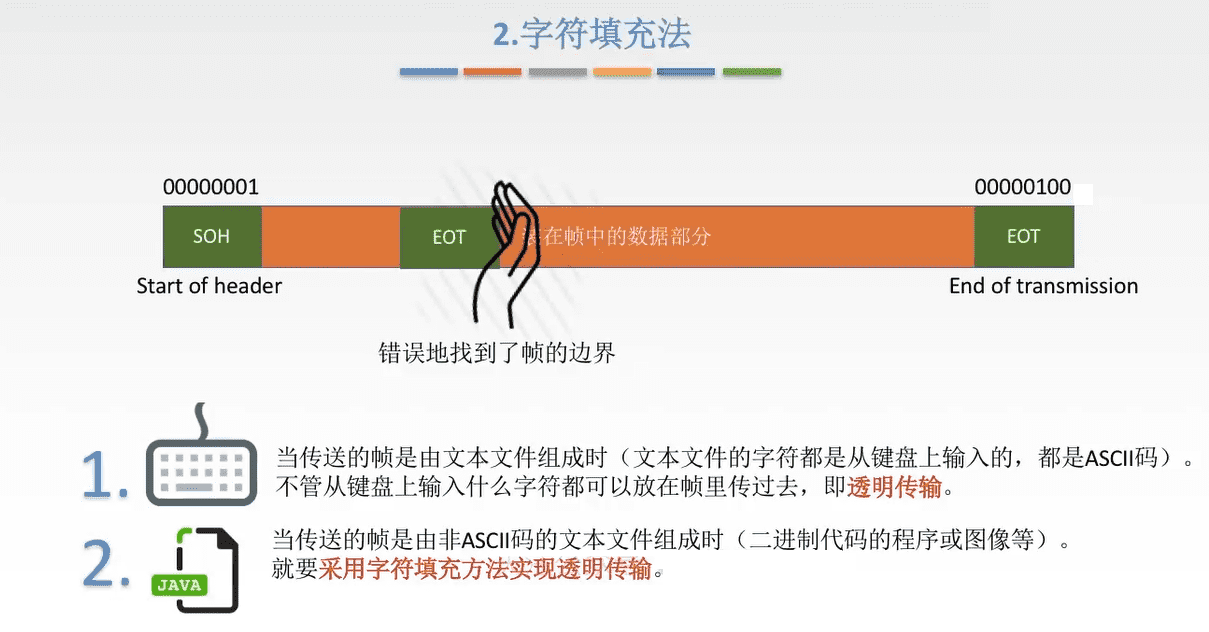 2.字符填充法
00000001
00000100
SOH
EOT
装在帧中的数据部分
EOT
Start of header
End of transmission
错误地找到了帧的边界
1.
当传送的帧是由文本文件组成时（文本文件的字符都是从键盘上输入的，都是ASCII码）。
不管从键盘上输入什么字符都可以放在帧里传过去，即透明传输。
2.
JAVA
当传送的帧是由非ASCII码的文本文件组成时（二进制代码的程序或图像等）。
就要采用字符填充方法实现透明传输。